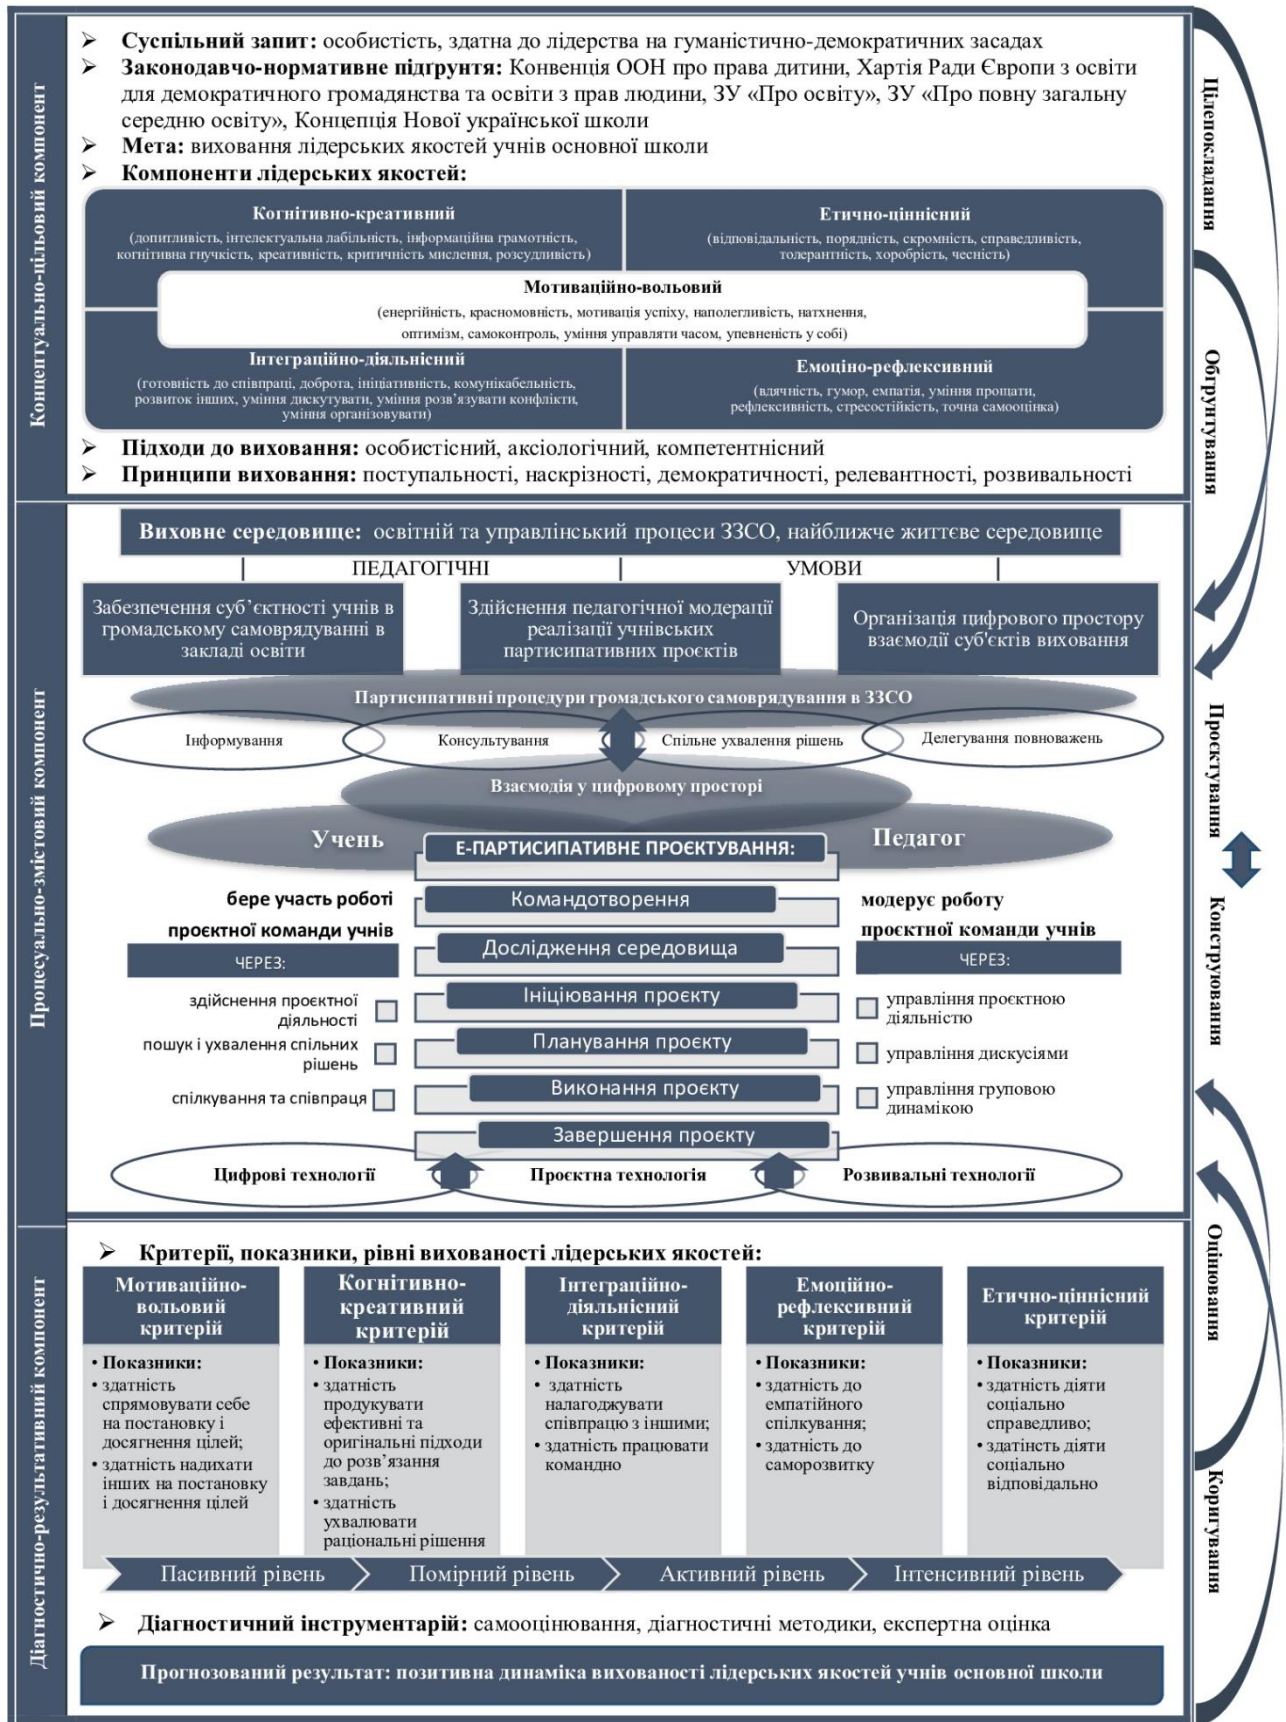 Концептуально-цільовий компонент
➢ Суспільний запит: особистість, здатна до лідерства на гуманістично-демократичних засадах
➢ Законодавчо-нормативне підґрунтя: Конвенція ООН про права дитини, Хартія Ради Європи з освіти
для демократичного громадянства та освіти з прав людини, ЗУ «Про освіту», ЗУ «Про повну загальну
середню освіту», Концепція Нової української школи
➢ Мета: виховання лідерських якостей учнів основної школи
➢ Компоненти лідерських якостей:
Когнітивно-креативний
(допитливість, інтелектуальна лабільність, інформаційна грамотність,
когнітивна гнучкість, креативність, критичність мислення, розсудливість)
Етично-ціннісний
(відповідальність, порядність, скромність, справедливість,
толерантність, хоробрість, чесність)
Мотиваційно-вольовий
(енергійність, красномовність, мотивація успіху, наполегливість, натхнення,
оптимізм, самоконтроль, уміння управляти часом, упевненість у собі)
Інтеграційно-діяльнісний
(готовність до співпраці, доброта, ініціативність, комунікабельність,
розвиток інших, уміння дискутувати, уміння розв’язувати конфлікти,
уміння організовувати)
Емоціно-рефлексивний
(вдячність, гумор, емпатія, уміння прощати,
рефлексивність, стресостійкість, точна самооцінка)
➢ Підходи до виховання: особистісний, аксіологічний, компетентнісний
➢ Принципи виховання: поступальності, наскрізності, демократичності, релевантності, розвивальності
Цілепокладання
Обґрунтування
Процесуально-змістовий компонент
Виховне середовище: освітній та управлінський процеси ЗЗСО, найближче життєве середовище
ПЕДАГОГІЧНІ УМОВИ
Забезпечення суб’єктності учнів в
громадському самоврядуванні в
закладі освіти
Здійснення педагогічної модерації
реалізації учнівських
партисипативних проєктів
Організація цифрового простору
взаємодії суб'єктів виховання
Партисипативні процедури громадського самоврядування в ЗЗСО
Інформування
Консультування
Спільне ухвалення рішень
Делегування повноважень
Взаємодія у цифровому просторі
Учень
Педагог
Е-ПАРТИСИПАТИВНЕ ПРОЄКТУВАННЯ:
Командотворення
Дослідження середовища
Ініціювання проєкту
Планування проєкту
Виконання проєкту
Завершення проєкту
бере участь роботі
проєктної команди учнів
ЧЕРЕЗ:
здійснення проєктної
діяльності
пошук і ухвалення спільних
рішень
спілкування та співпраця
модерує роботу
проєктної команди учнів
ЧЕРЕЗ:
управління проєктною
діяльністю
управління дискусіями
управління груповою
динамікою
Цифрові технології
Проєктна технологія
Розвивальні технології
Проєктування
Конструювання
Діагностично-результативний компонент
➢ Критерії, показники, рівні вихованості лідерських якостей:
Мотиваційно-
вольовий
критерій
• Показники:
• здатність
спрямовувати себе
на постановку і
досягнення цілей;
• здатність надихати
інших на постановку
і досягнення цілей
Когнітивно-
креативний
критерій
• Показники:
• здатність
продукувати
ефективні та
оригінальні підходи
до розв’язання
завдань;
• здатність
ухвалювати
раціональні рішення
Інтеграційно-
діяльнісний
критерій
• Показники:
• здатність
налагоджувати
співпрацю з іншими;
• здатність працювати
командно
Емоційно-
рефлексивний
критерій
• Показники:
• здатність до
емпатійного
спілкування;
• здатність до
саморозвитку
Етично-ціннісний
критерій
• Показники:
• здатність діяти
соціально
справедливо;
• здатінсть діяти
соціально
відповідально
Пасивний рівень
Помірний рівень
Активний рівень
Інтенсивний рівень
➢ Діагностичний інструментарій: самооцінювання, діагностичні методики, експертна оцінка
Прогнозований результат: позитивна динаміка вихованості лідерських якостей учнів основної школи
Оцінювання
Коригування